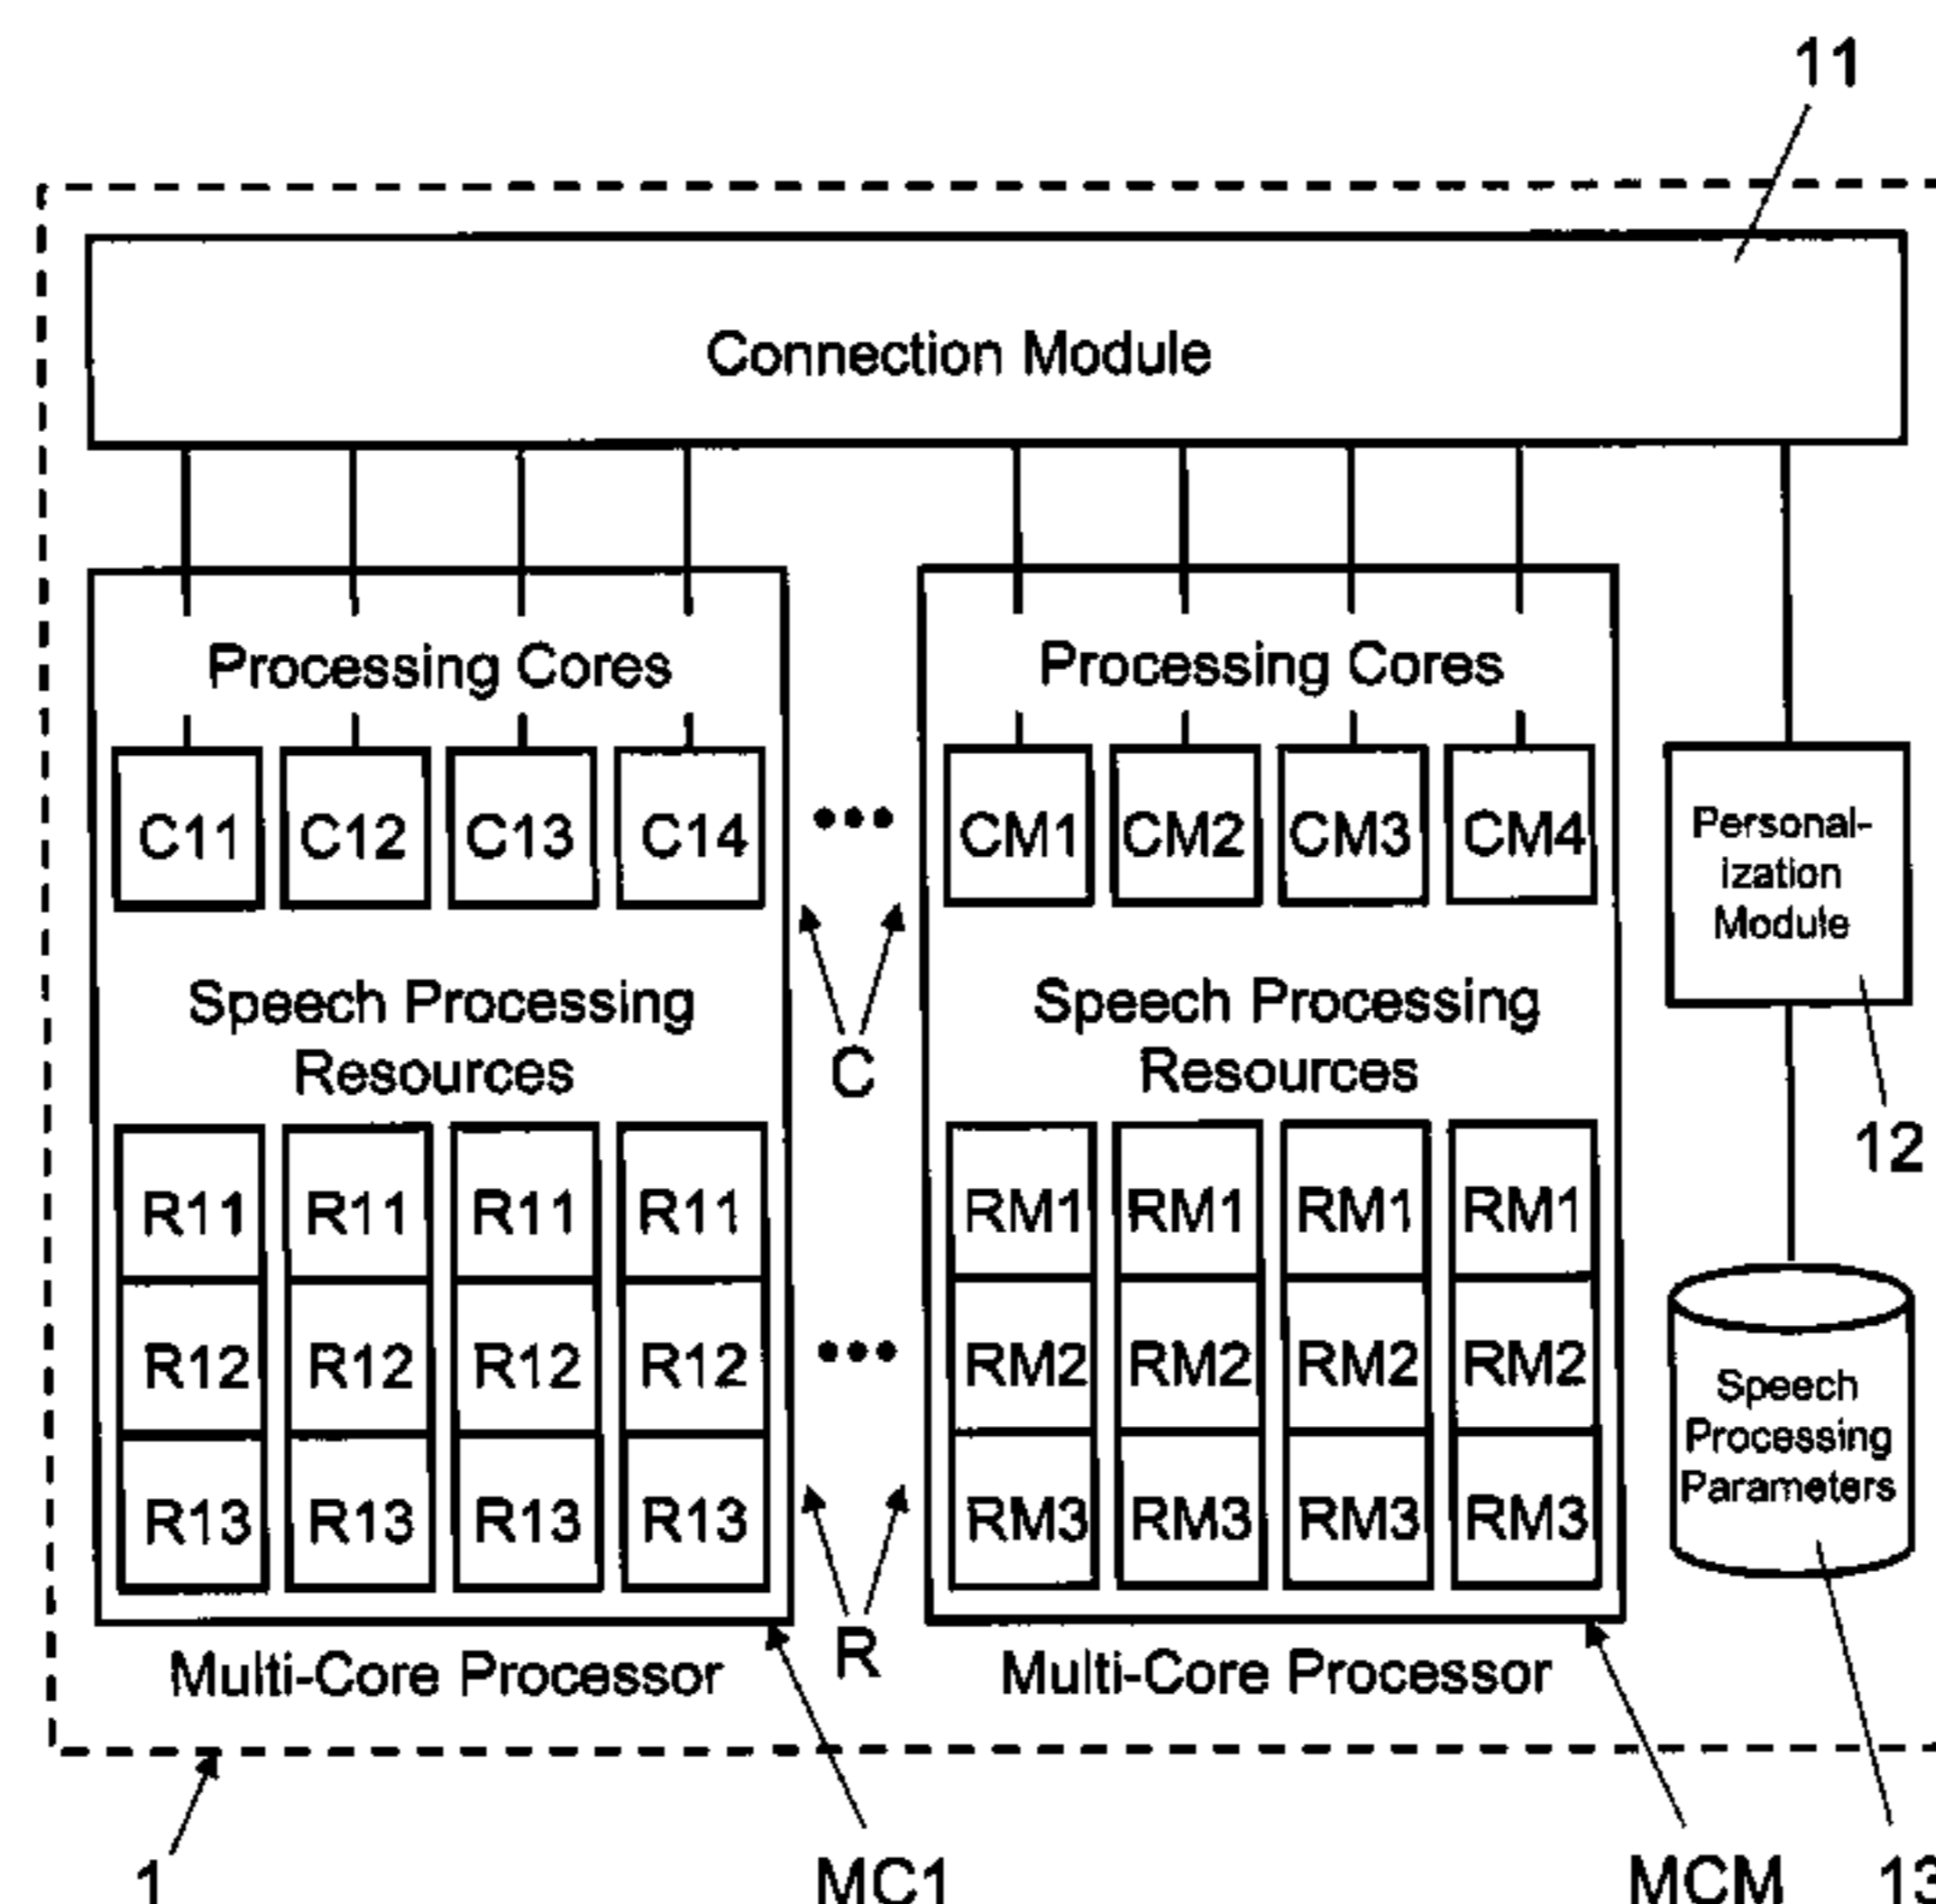 11
Connection Module
Processing Cores
Processing Cores
C11 C12 C13 C14 ••• CM1 CM2 CM3 CM4
Personal-
ization
Module
Speech Processing
Resources
Speech Processing
Resources
C
12
R11 R11 R11 R11 RM1 RM1 RM1 RM1
R12 R12 R12 R12 ••• RM2 RM2 RM2 RM2
R13 R13 R13 R13 RM3 RM3 RM3 RM3
Speech
Processing
Parameters
R
Multi-Core Processor
Multi-Core Processor
1
MC1
MCM
13